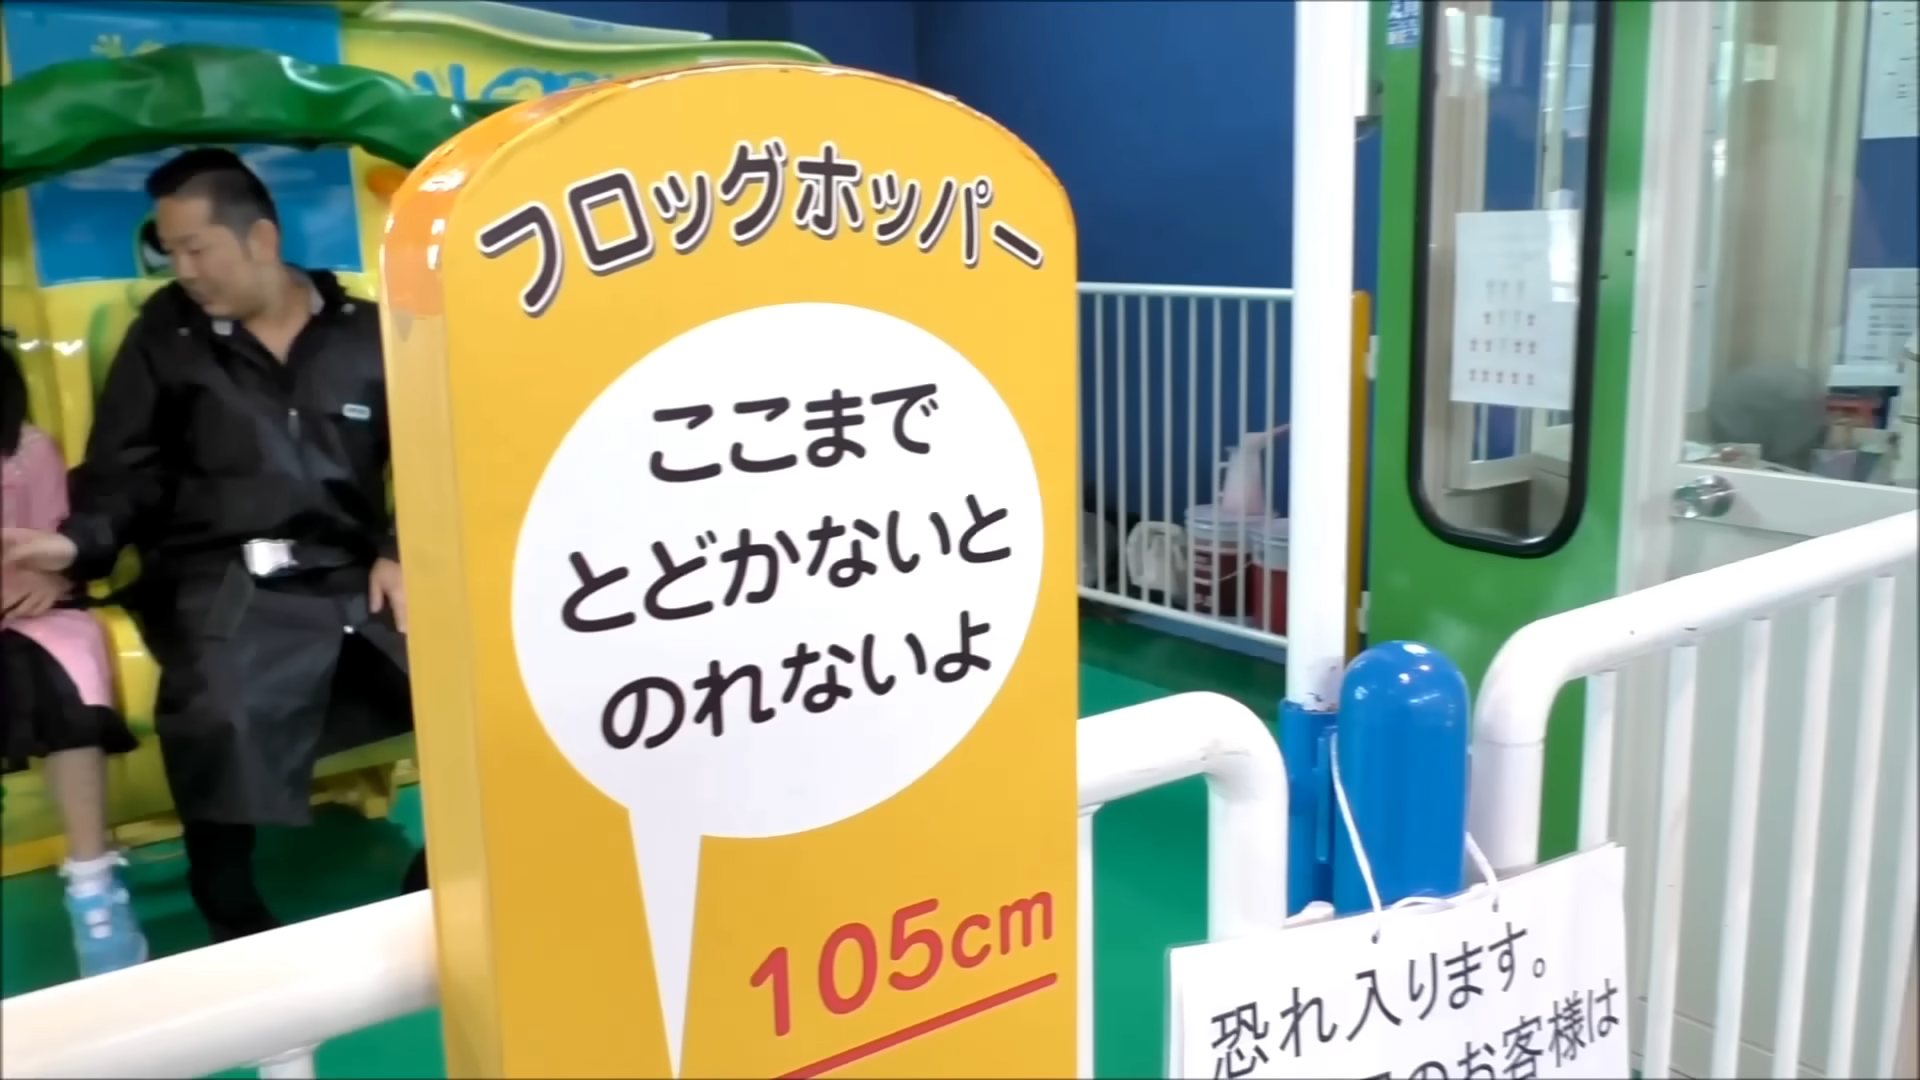 フロッグホッパー
ここまで
とどかないと
のれないよ
105cm
恐れ入ります。
のお客様は